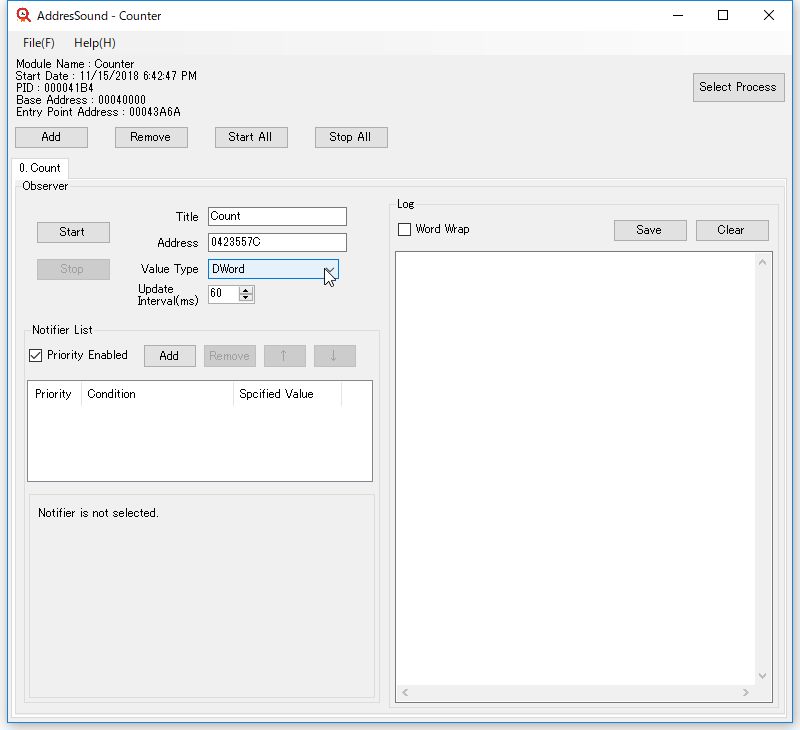 AddresSound - Counter
File(F) Help(H)
Module Name : Counter
Start Date : 11/15/2018 6:42:47 PM
PID : 000041B4
Base Address : 00040000
Entry Point Address : 00043A6A
Select Process
Add Remove Start All Stop All
0. Count
Observer
Start
Stop
Title Count
Address 0423557C
Value Type DWord
Update
Interval(ms) 60
Notifier List
Priority Enabled Add Remove ↑ ↓
Priority Condition Spcified Value
Notifier is not selected.
Log
Word Wrap Save Clear